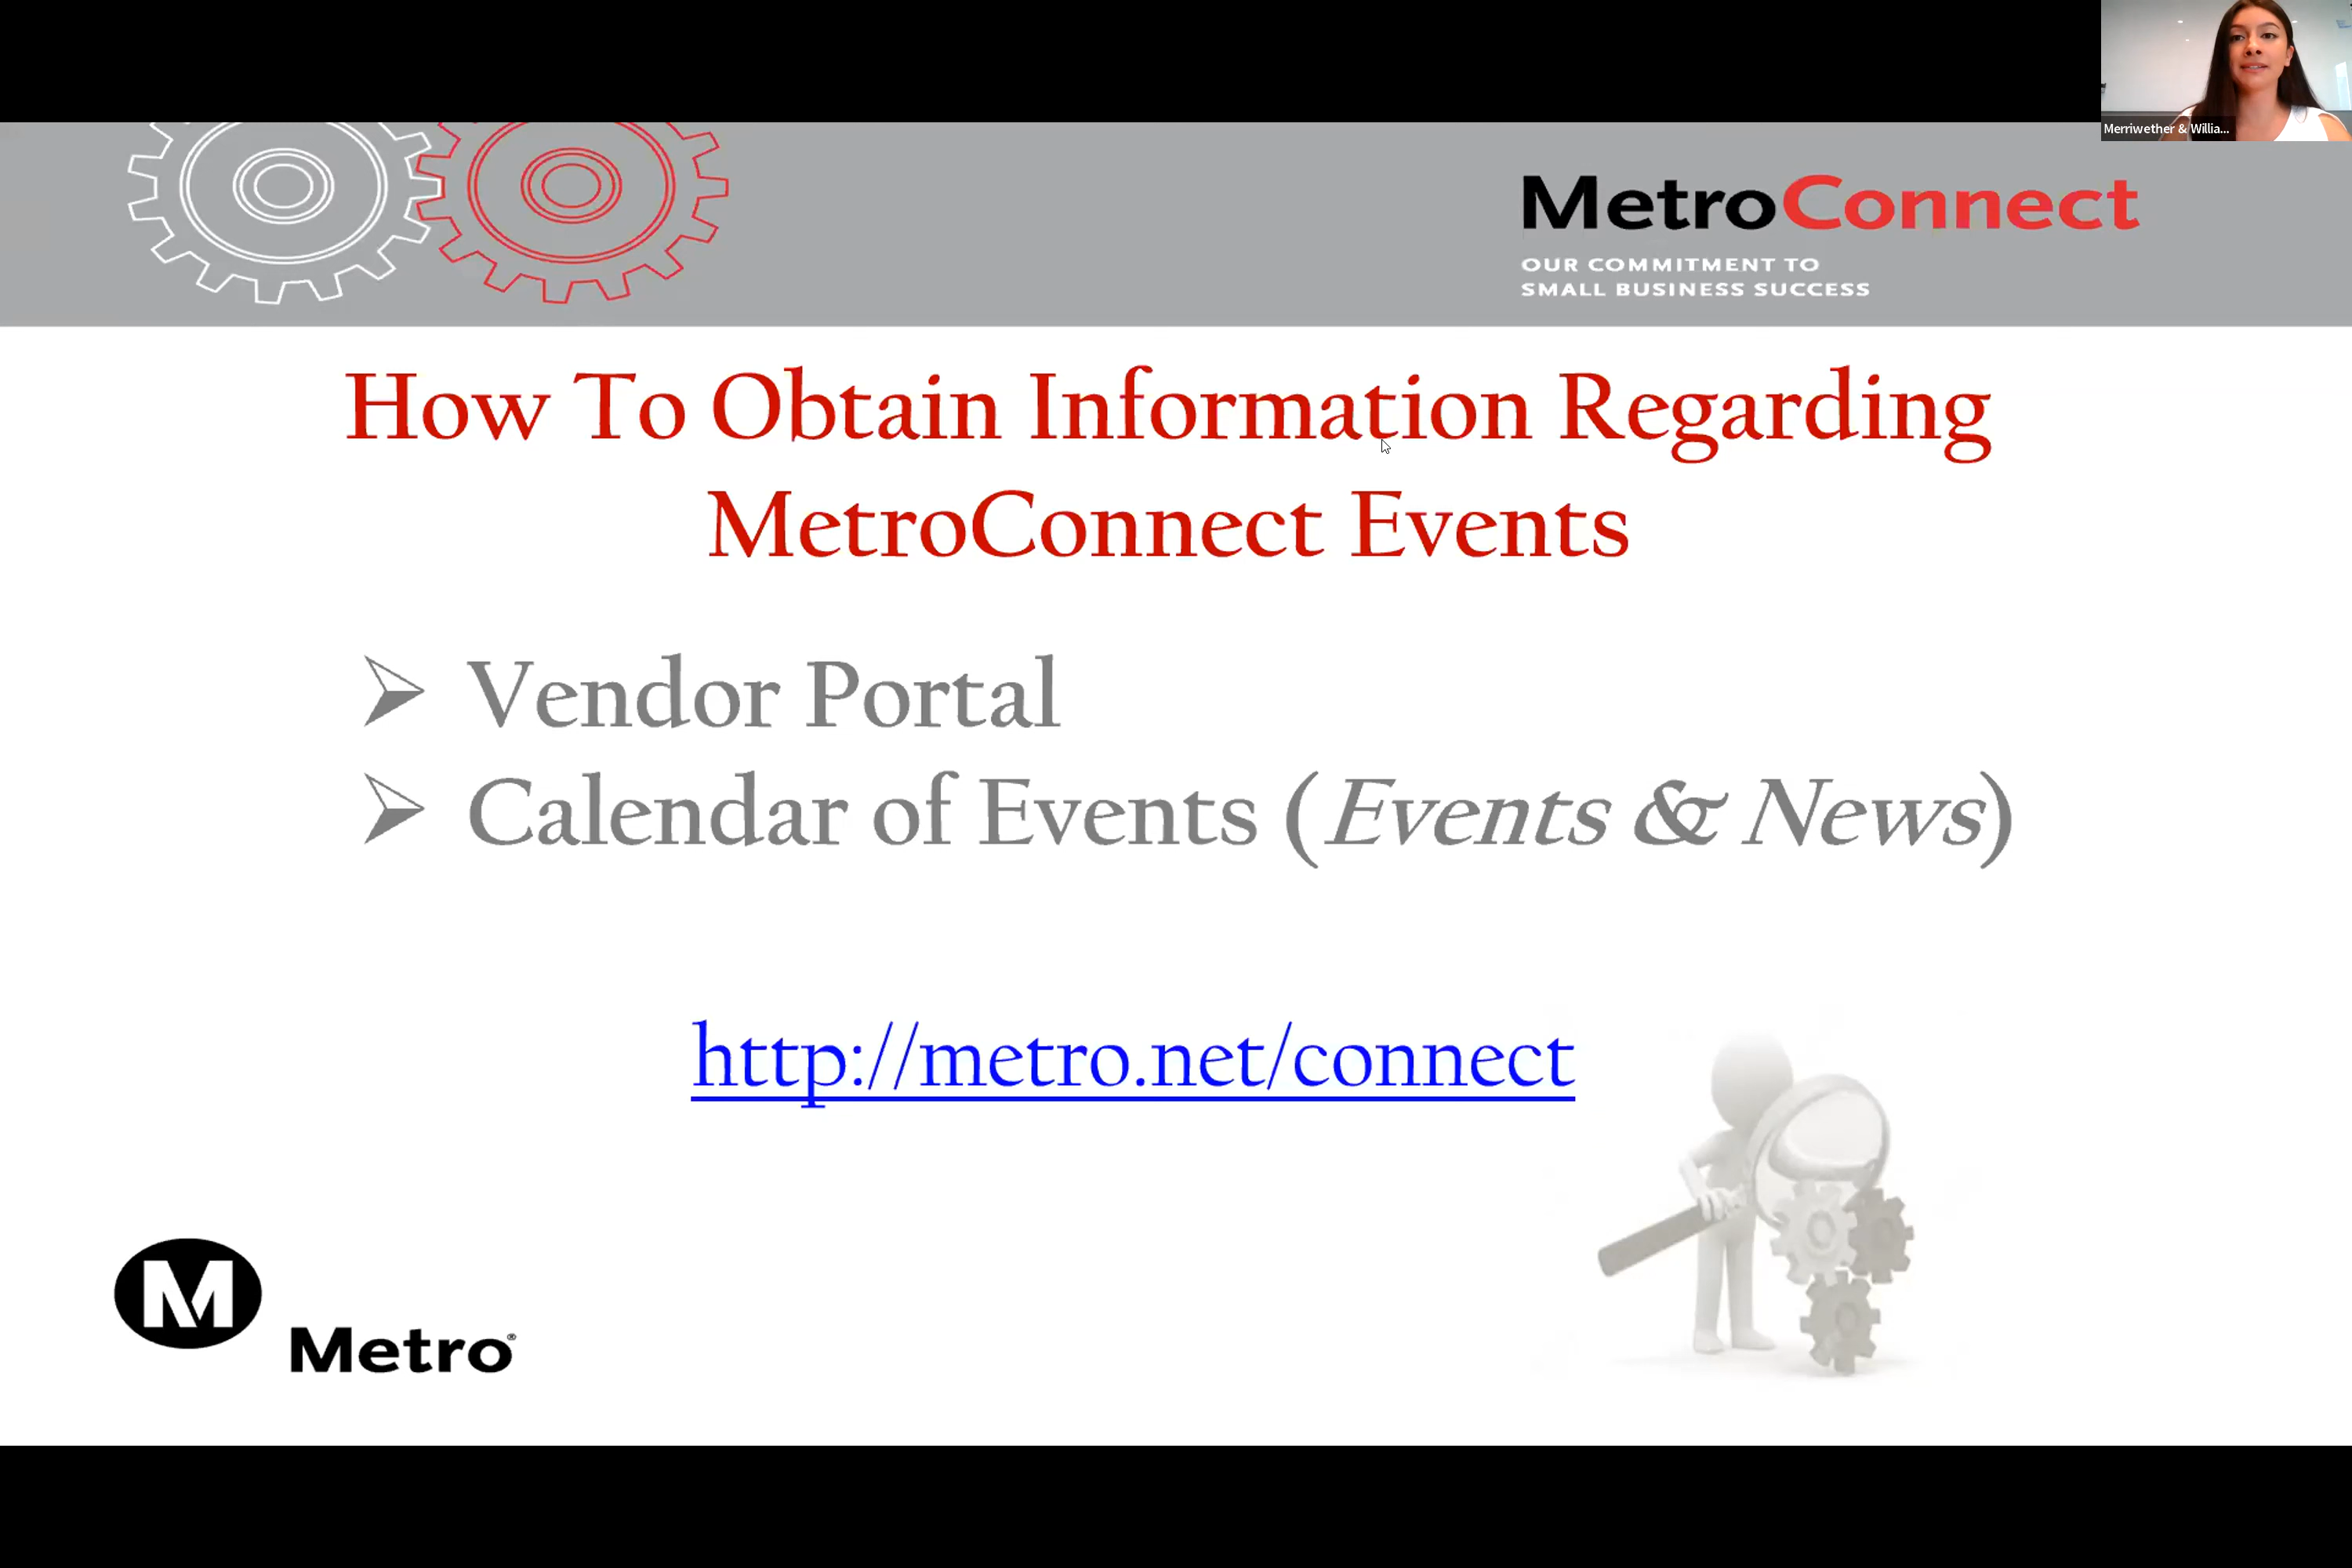 Merriwether & Willia...
MetroConnect
OUR COMMITMENT TO
SMALL BUSINESS SUCCESS
How To Obtain Information Regarding
MetroConnect Events
➢ Vendor Portal
➢ Calendar of Events (Events & News)
http://metro.net/connect
M
Metro®